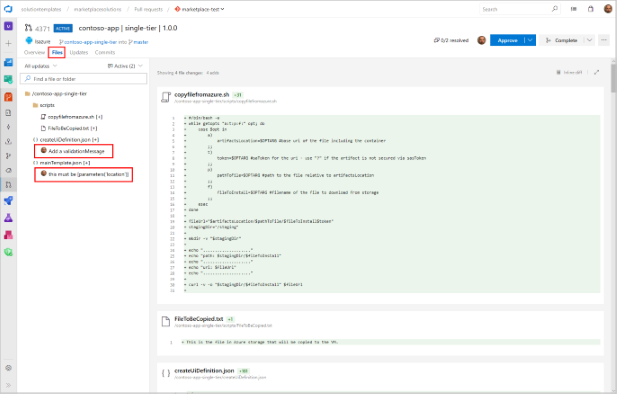 solutiontemplates / marketplacesolutions / Pull requests / marketplace-test
Search
4371 ACTIVE contoso-app | single-tier | 1.0.0
contoso-app-single-tier into master
0/2 resolved
Approve
Complete
Overview Files Updates Commits
All updates
Active (2)
Find a file or folder
Showing 4 file changes: 4 adds
Inline diff
/contoso-app-single-tier
scripts
copyfilefromazure.sh [+]
FileToBeCopied.txt [+]
createUiDefinition.json [+]
Add a validationMessage
mainTemplate.json [+]
this must be [parameters('location')]
copyfilefromazure.sh +31
/contoso-app-single-tier/scripts/copyfilefromazure.sh
+ #!/bin/bash -e
+ while getopts "a:t:p:f:" opt; do
+ case $opt in
+ a)
+ artifactsLocation=$OPTARG #base uri of the file including the container
+ ;;
+ t)
+ token=$OPTARG #saToken for the uri - use "?" if the artifact is not secured via sasToken
+ ;;
+ p)
+ pathToFile=$OPTARG #path to the file relative to artifactsLocation
+ ;;
+ f)
+ fileToInstall=$OPTARG #filename of the file to download from storage
+ ;;
+ esac
+ done
+ fileUrl="$artifactsLocation$pathToFile$fileToInstall$token"
+ stagingDir="/staging"
+ mkdir -v "$stagingDir"
+ echo "..................."
+ echo "path: $stagingDir/$fileToInstall"
+ echo "..................."
+ echo "url: $fileUrl"
+ echo "..................."
+ curl -v -o "$stagingDir/$fileToInstall" $fileUrl
FileToBeCopied.txt +1
/contoso-app-single-tier/scripts/FileToBeCopied.txt
1 + This is the file in azure storage that will be copied to the VM.
createUiDefinition.json
/contoso-app-single-tier/createUiDefinition.json